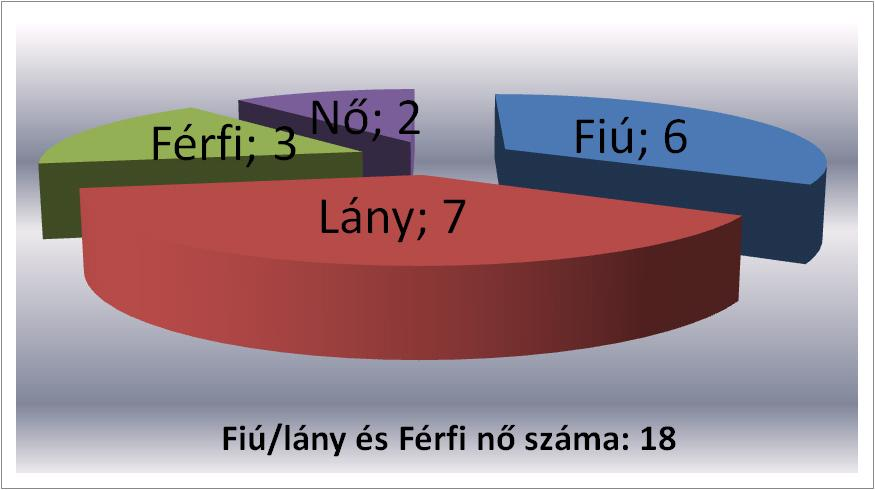 Nő; 2
Férfi; 3
Fiú; 6
Lány; 7
Fiú/lány és Férfi nő száma: 18